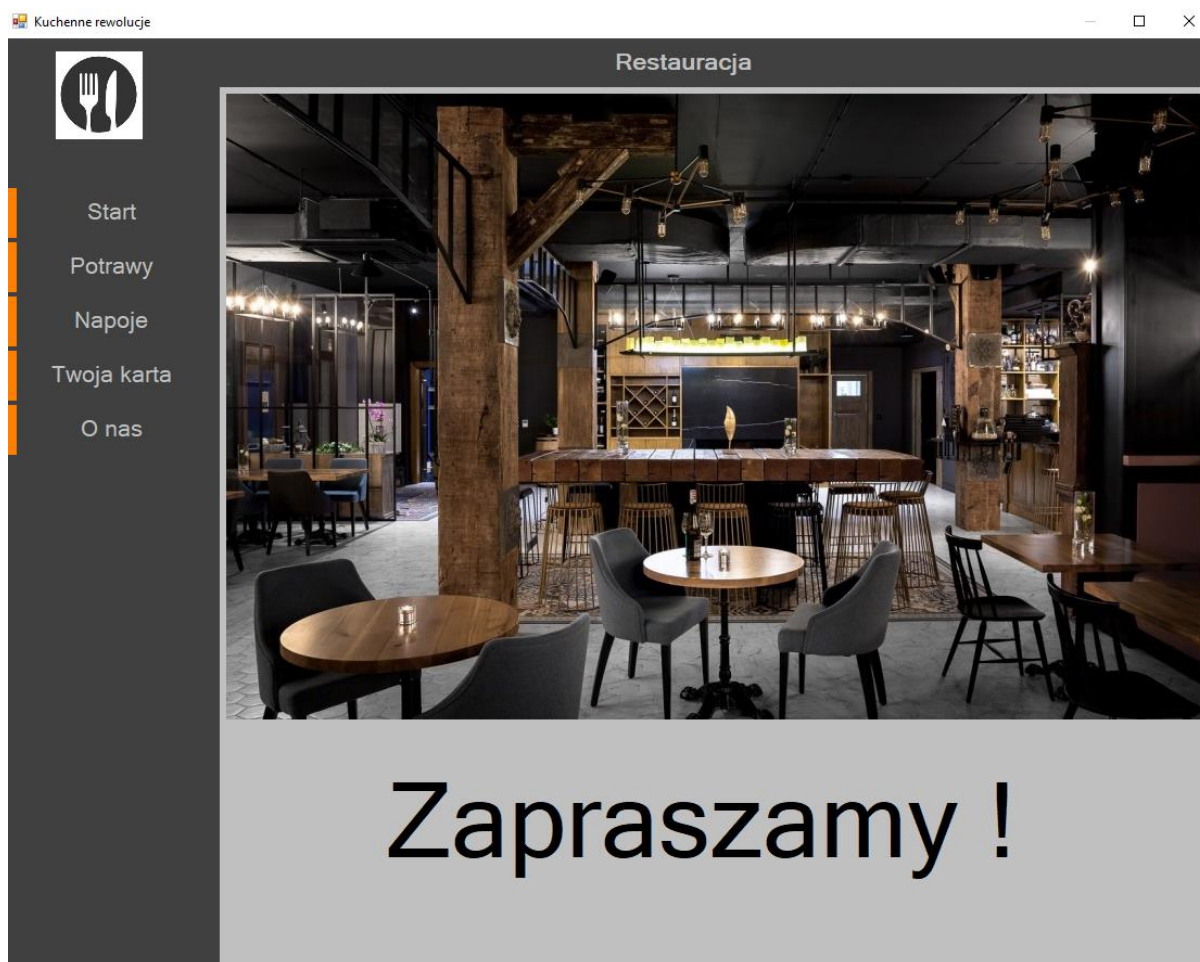 Kuchenne rewolucje
Restauracja
Start
Potrawy
Napoje
Twoja karta
O nas
Zapraszamy !